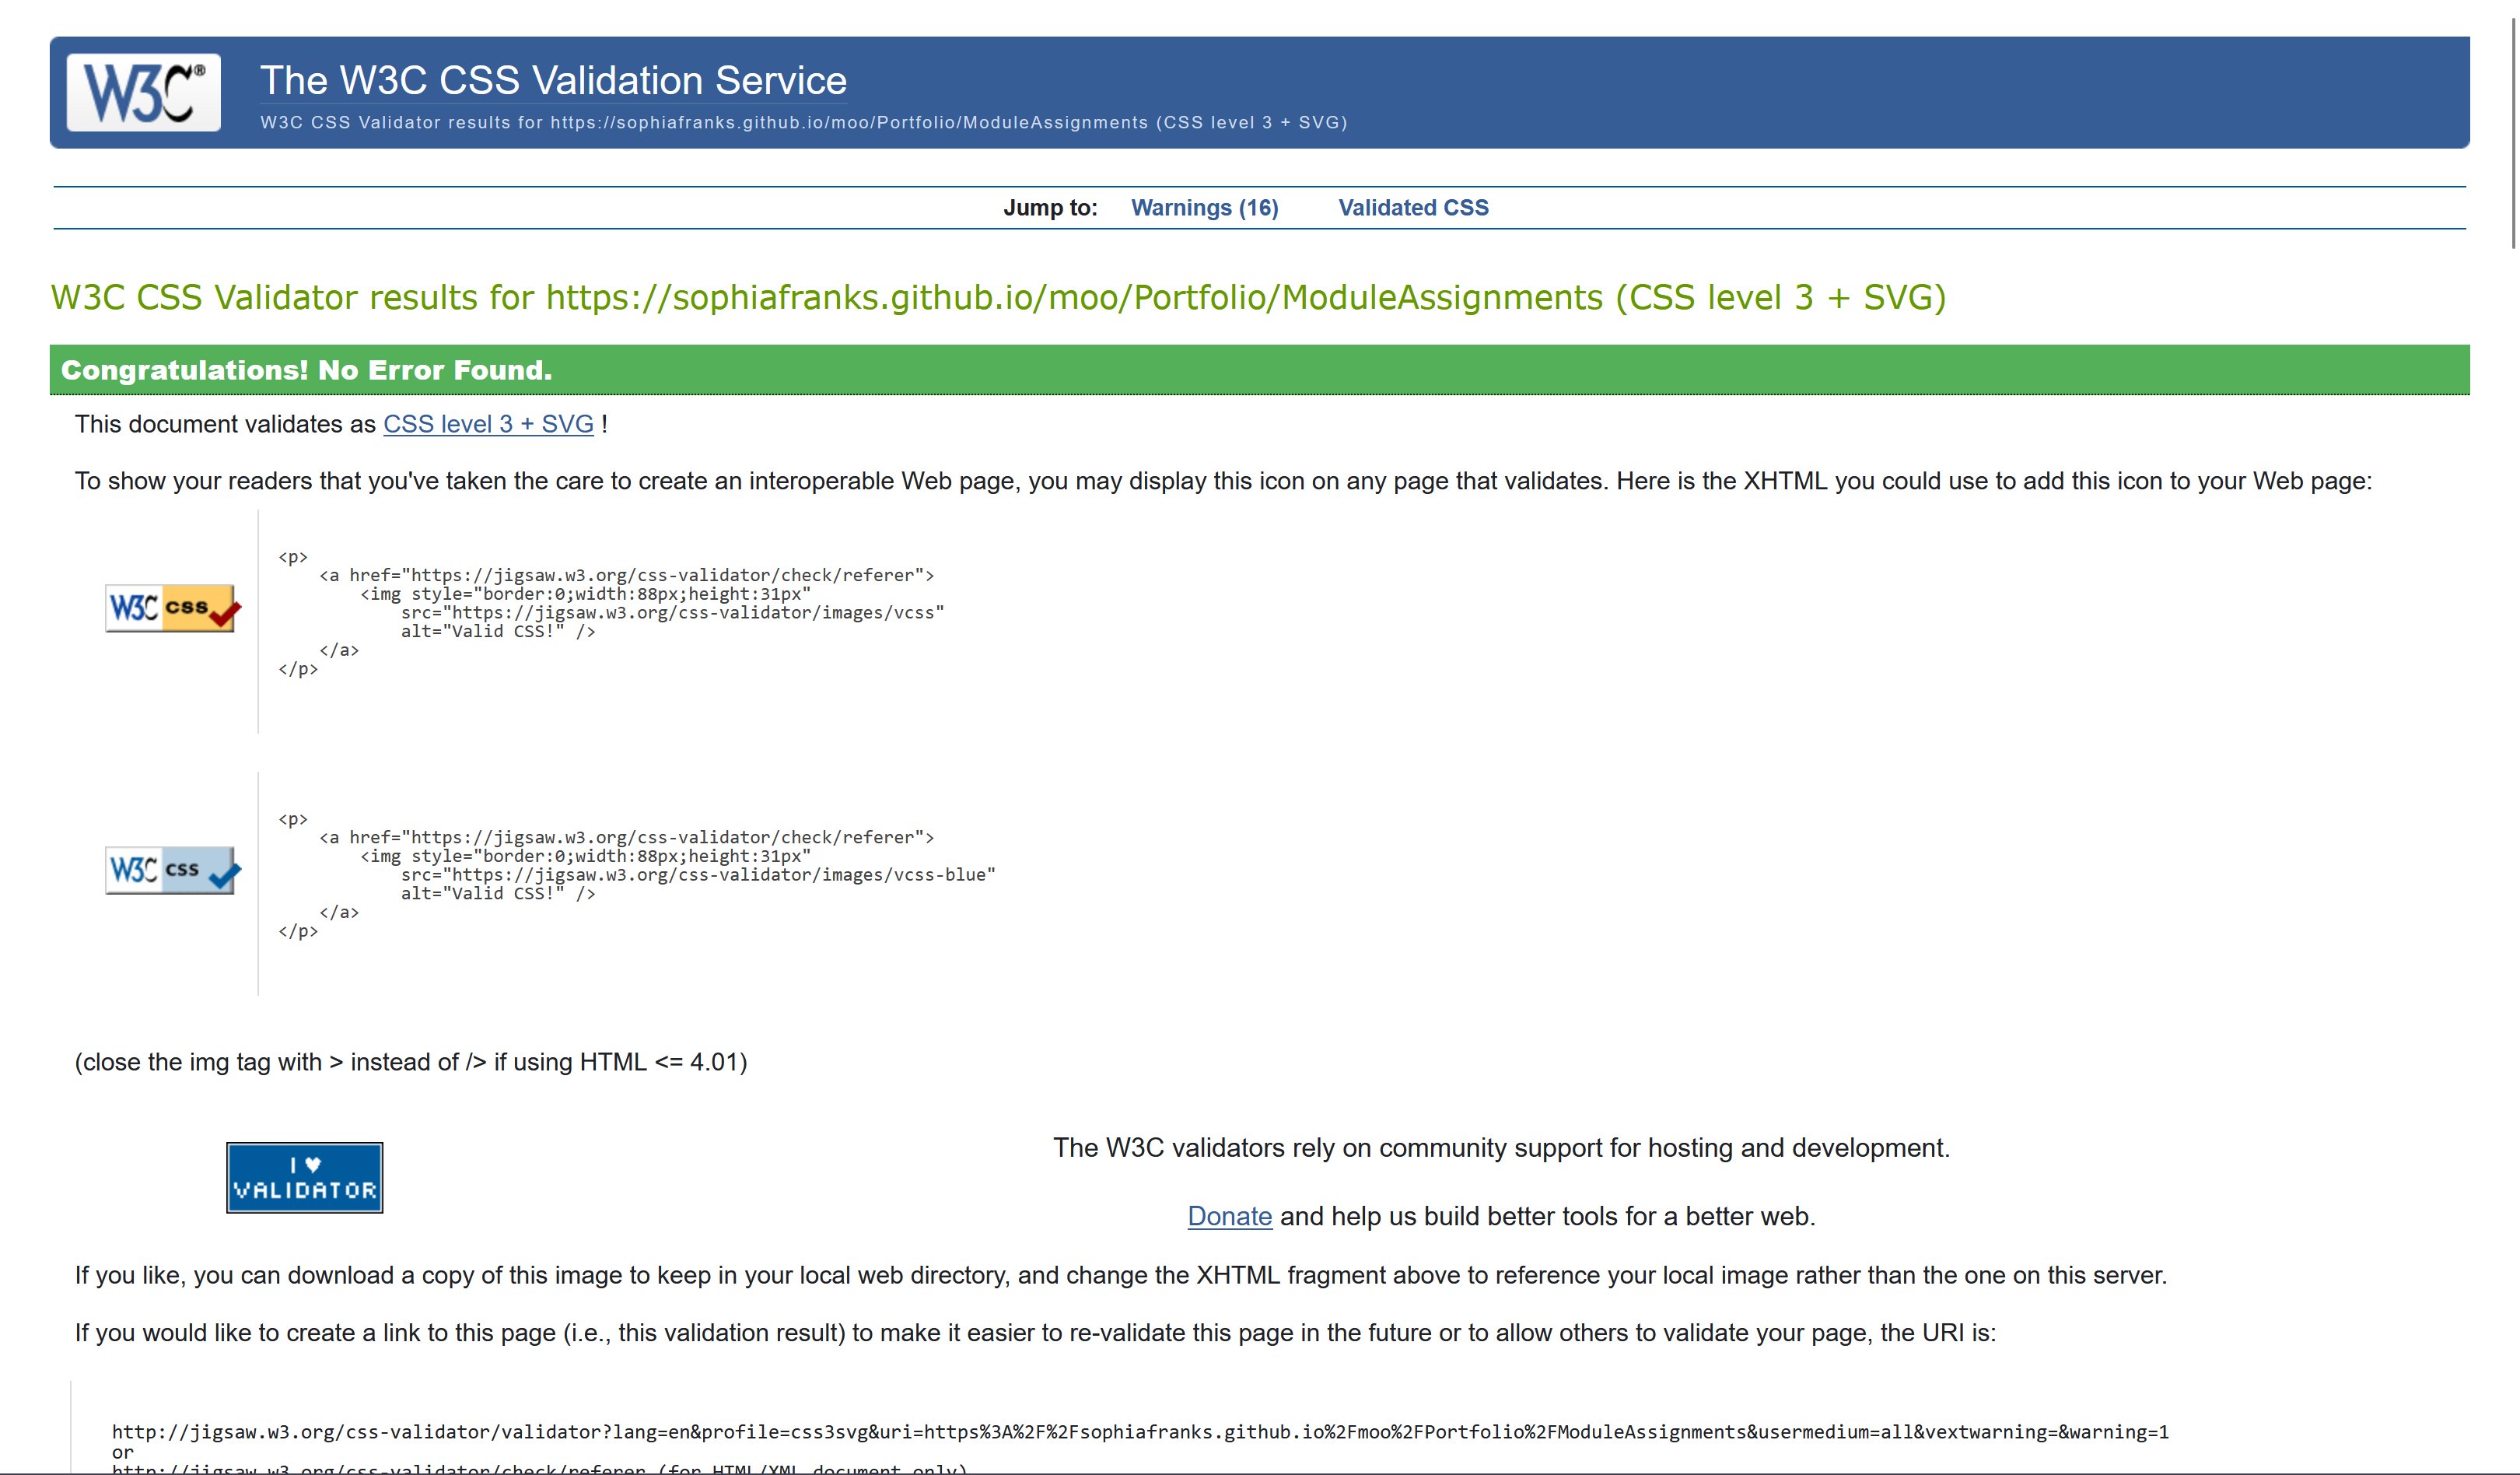 W3C®
The W3C CSS Validation Service
W3C CSS Validator results for https://sophiafranks.github.io/moo/Portfolio/ModuleAssignments (CSS level 3 + SVG)
Jump to: Warnings (16) Validated CSS
W3C CSS Validator results for https://sophiafranks.github.io/moo/Portfolio/ModuleAssignments (CSS level 3 + SVG)
Congratulations! No Error Found.
This document validates as CSS level 3 + SVG !
To show your readers that you've taken the care to create an interoperable Web page, you may display this icon on any page that validates. Here is the XHTML you could use to add this icon to your Web page:
W3C css
<p>
<a href="https://jigsaw.w3.org/css-validator/check/referer">
<img style="border:0;width:88px;height:31px"
src="https://jigsaw.w3.org/css-validator/images/vcss"
alt="Valid CSS!" />
</a>
</p>
W3C css
<p>
<a href="https://jigsaw.w3.org/css-validator/check/referer">
<img style="border:0;width:88px;height:31px"
src="https://jigsaw.w3.org/css-validator/images/vcss-blue"
alt="Valid CSS!" />
</a>
</p>
(close the img tag with > instead of /> if using HTML <= 4.01)
I ♥
VALIDATOR
The W3C validators rely on community support for hosting and development.
Donate and help us build better tools for a better web.
If you like, you can download a copy of this image to keep in your local web directory, and change the XHTML fragment above to reference your local image rather than the one on this server.
If you would like to create a link to this page (i.e., this validation result) to make it easier to re-validate this page in the future or to allow others to validate your page, the URI is:
http://jigsaw.w3.org/css-validator/validator?lang=en&profile=css3svg&uri=https%3A%2F%2Fsophiafranks.github.io%2Fmoo%2FPortfolio%2FModuleAssignments&usermedium=all&vextwarning=&warning=1
or
http://jigsaw.w3.org/css-validator/check/referer (for HTML/XML document only)